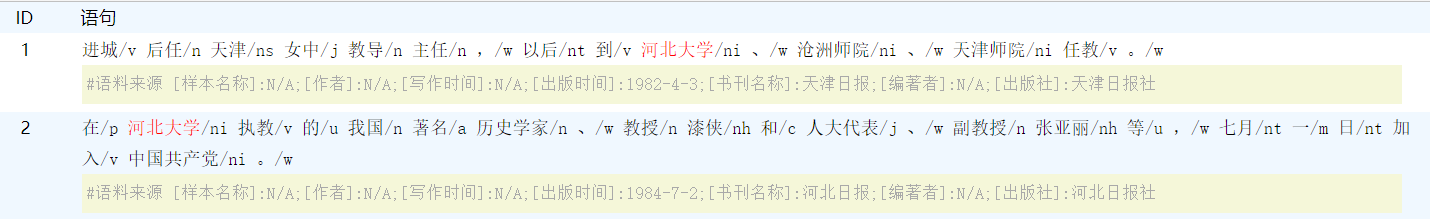 ID 语句
1 进城/v 后任/n 天津/ns 女中/j 教导/n 主任/n ，/w 以后/nt 到/v 河北大学/ni 、/w 沧洲师院/ni 、/w 天津师院/ni 任教/v 。/w
#语料来源 [样本名称]:N/A;[作者]:N/A;[写作时间]:N/A;[出版时间]:1982-4-3;[书刊名称]:天津日报;[编著者]:N/A;[出版社]:天津日报社
2 在/p 河北大学/ni 执教/v 的/u 我国/n 著名/a 历史学家/n 、/w 教授/n 漆侠/nh 和/c 人大代表/j 、/w 副教授/n 张亚丽/nh 等/u ，/w 七月/nt 一/m 日/nt 加
入/v 中国共产党/ni 。/w
#语料来源 [样本名称]:N/A;[作者]:N/A;[写作时间]:N/A;[出版时间]:1984-7-2;[书刊名称]:河北日报;[编著者]:N/A;[出版社]:河北日报社